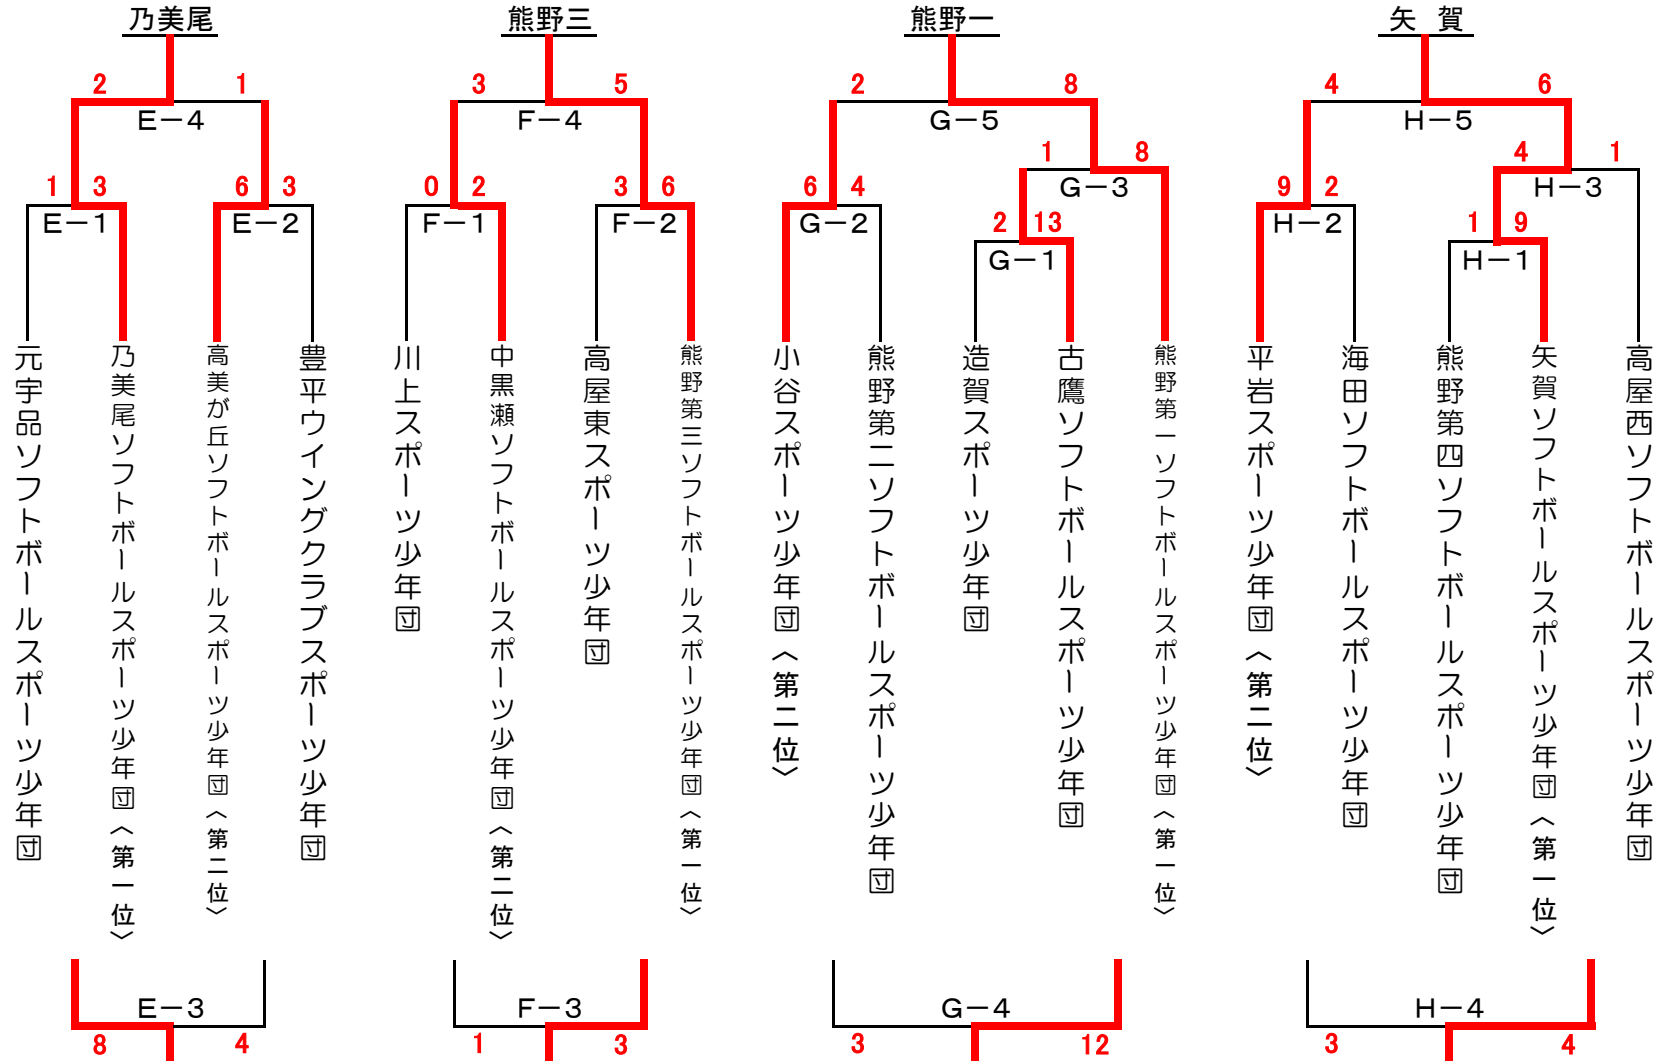 乃美尾
熊野三
熊野一
矢　賀
2 1
3 5
2 8
4 6
E－4
F－4
G－5
H－5
1 8
4 1
G－3
H－3
1 3
6 3
0 2
3 6
6 4
9 2
E－1
E－2
F－1
F－2
G－2
H－2
2 13
1 9
G－1
H－1
元宇品ソフトボールスポーツ少年団
乃美尾ソフトボールスポーツ少年団〈第一位〉
高美が丘ソフトボールスポーツ少年団〈第二位〉
豊平ウイングクラブスポーツ少年団
川上スポーツ少年団
中黒瀬ソフトボールスポーツ少年団〈第二位〉
高屋東スポーツ少年団
熊野第三ソフトボールスポーツ少年団〈第一位〉
小谷スポーツ少年団〈第二位〉
熊野第二ソフトボールスポーツ少年団
造賀スポーツ少年団
古鷹ソフトボールスポーツ少年団
熊野第一ソフトボールスポーツ少年団〈第一位〉
平岩スポーツ少年団〈第二位〉
海田ソフトボールスポーツ少年団
熊野第四ソフトボールスポーツ少年団
矢賀ソフトボールスポーツ少年団〈第一位〉
高屋西ソフトボールスポーツ少年団
E－3
F－3
G－4
H－4
8 4
1 3
3 12
3 4